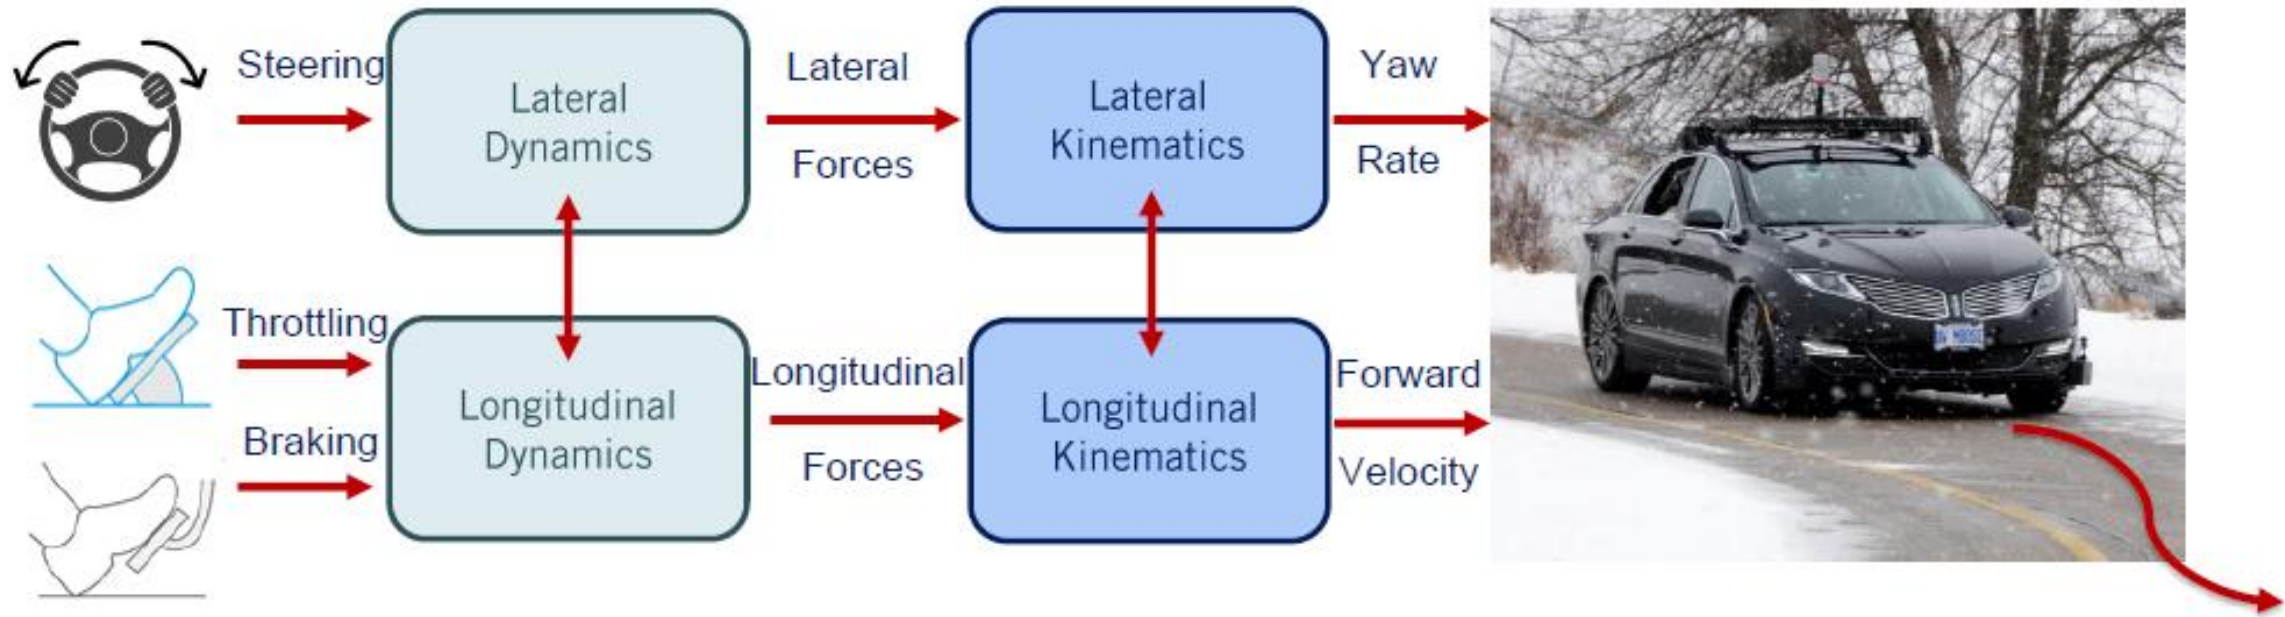 Steering
Lateral
Dynamics
Lateral
Forces
Lateral
Kinematics
Yaw
Rate
Throttling
Braking
Longitudinal
Dynamics
Longitudinal
Forces
Longitudinal
Kinematics
Forward
Velocity